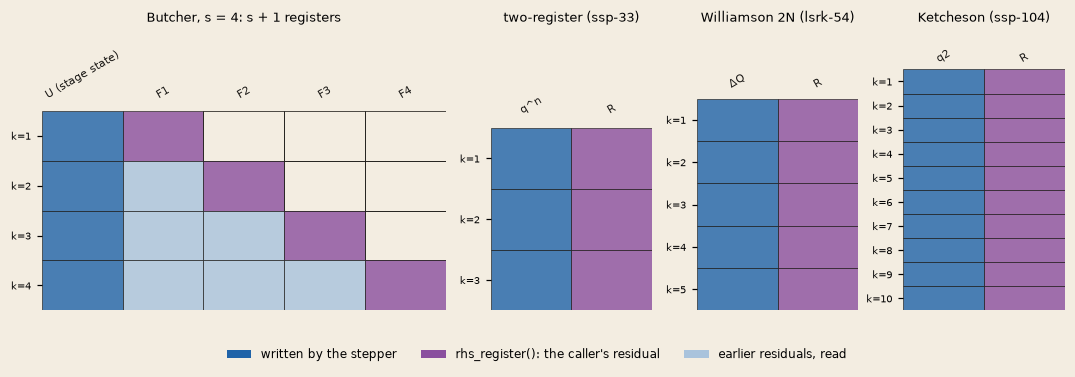 Butcher, s = 4: s + 1 registers
U (stage state)
F1
F2
F3
F4
k=1
k=2
k=3
k=4
two-register (ssp-33)
q^n
R
k=1
k=2
k=3
Williamson 2N (lsrk-54)
ΔQ
R
k=1
k=2
k=3
k=4
k=5
Ketcheson (ssp-104)
q2
R
k=1
k=2
k=3
k=4
k=5
k=6
k=7
k=8
k=9
k=10
written by the stepper
rhs_register(): the caller's residual
earlier residuals, read